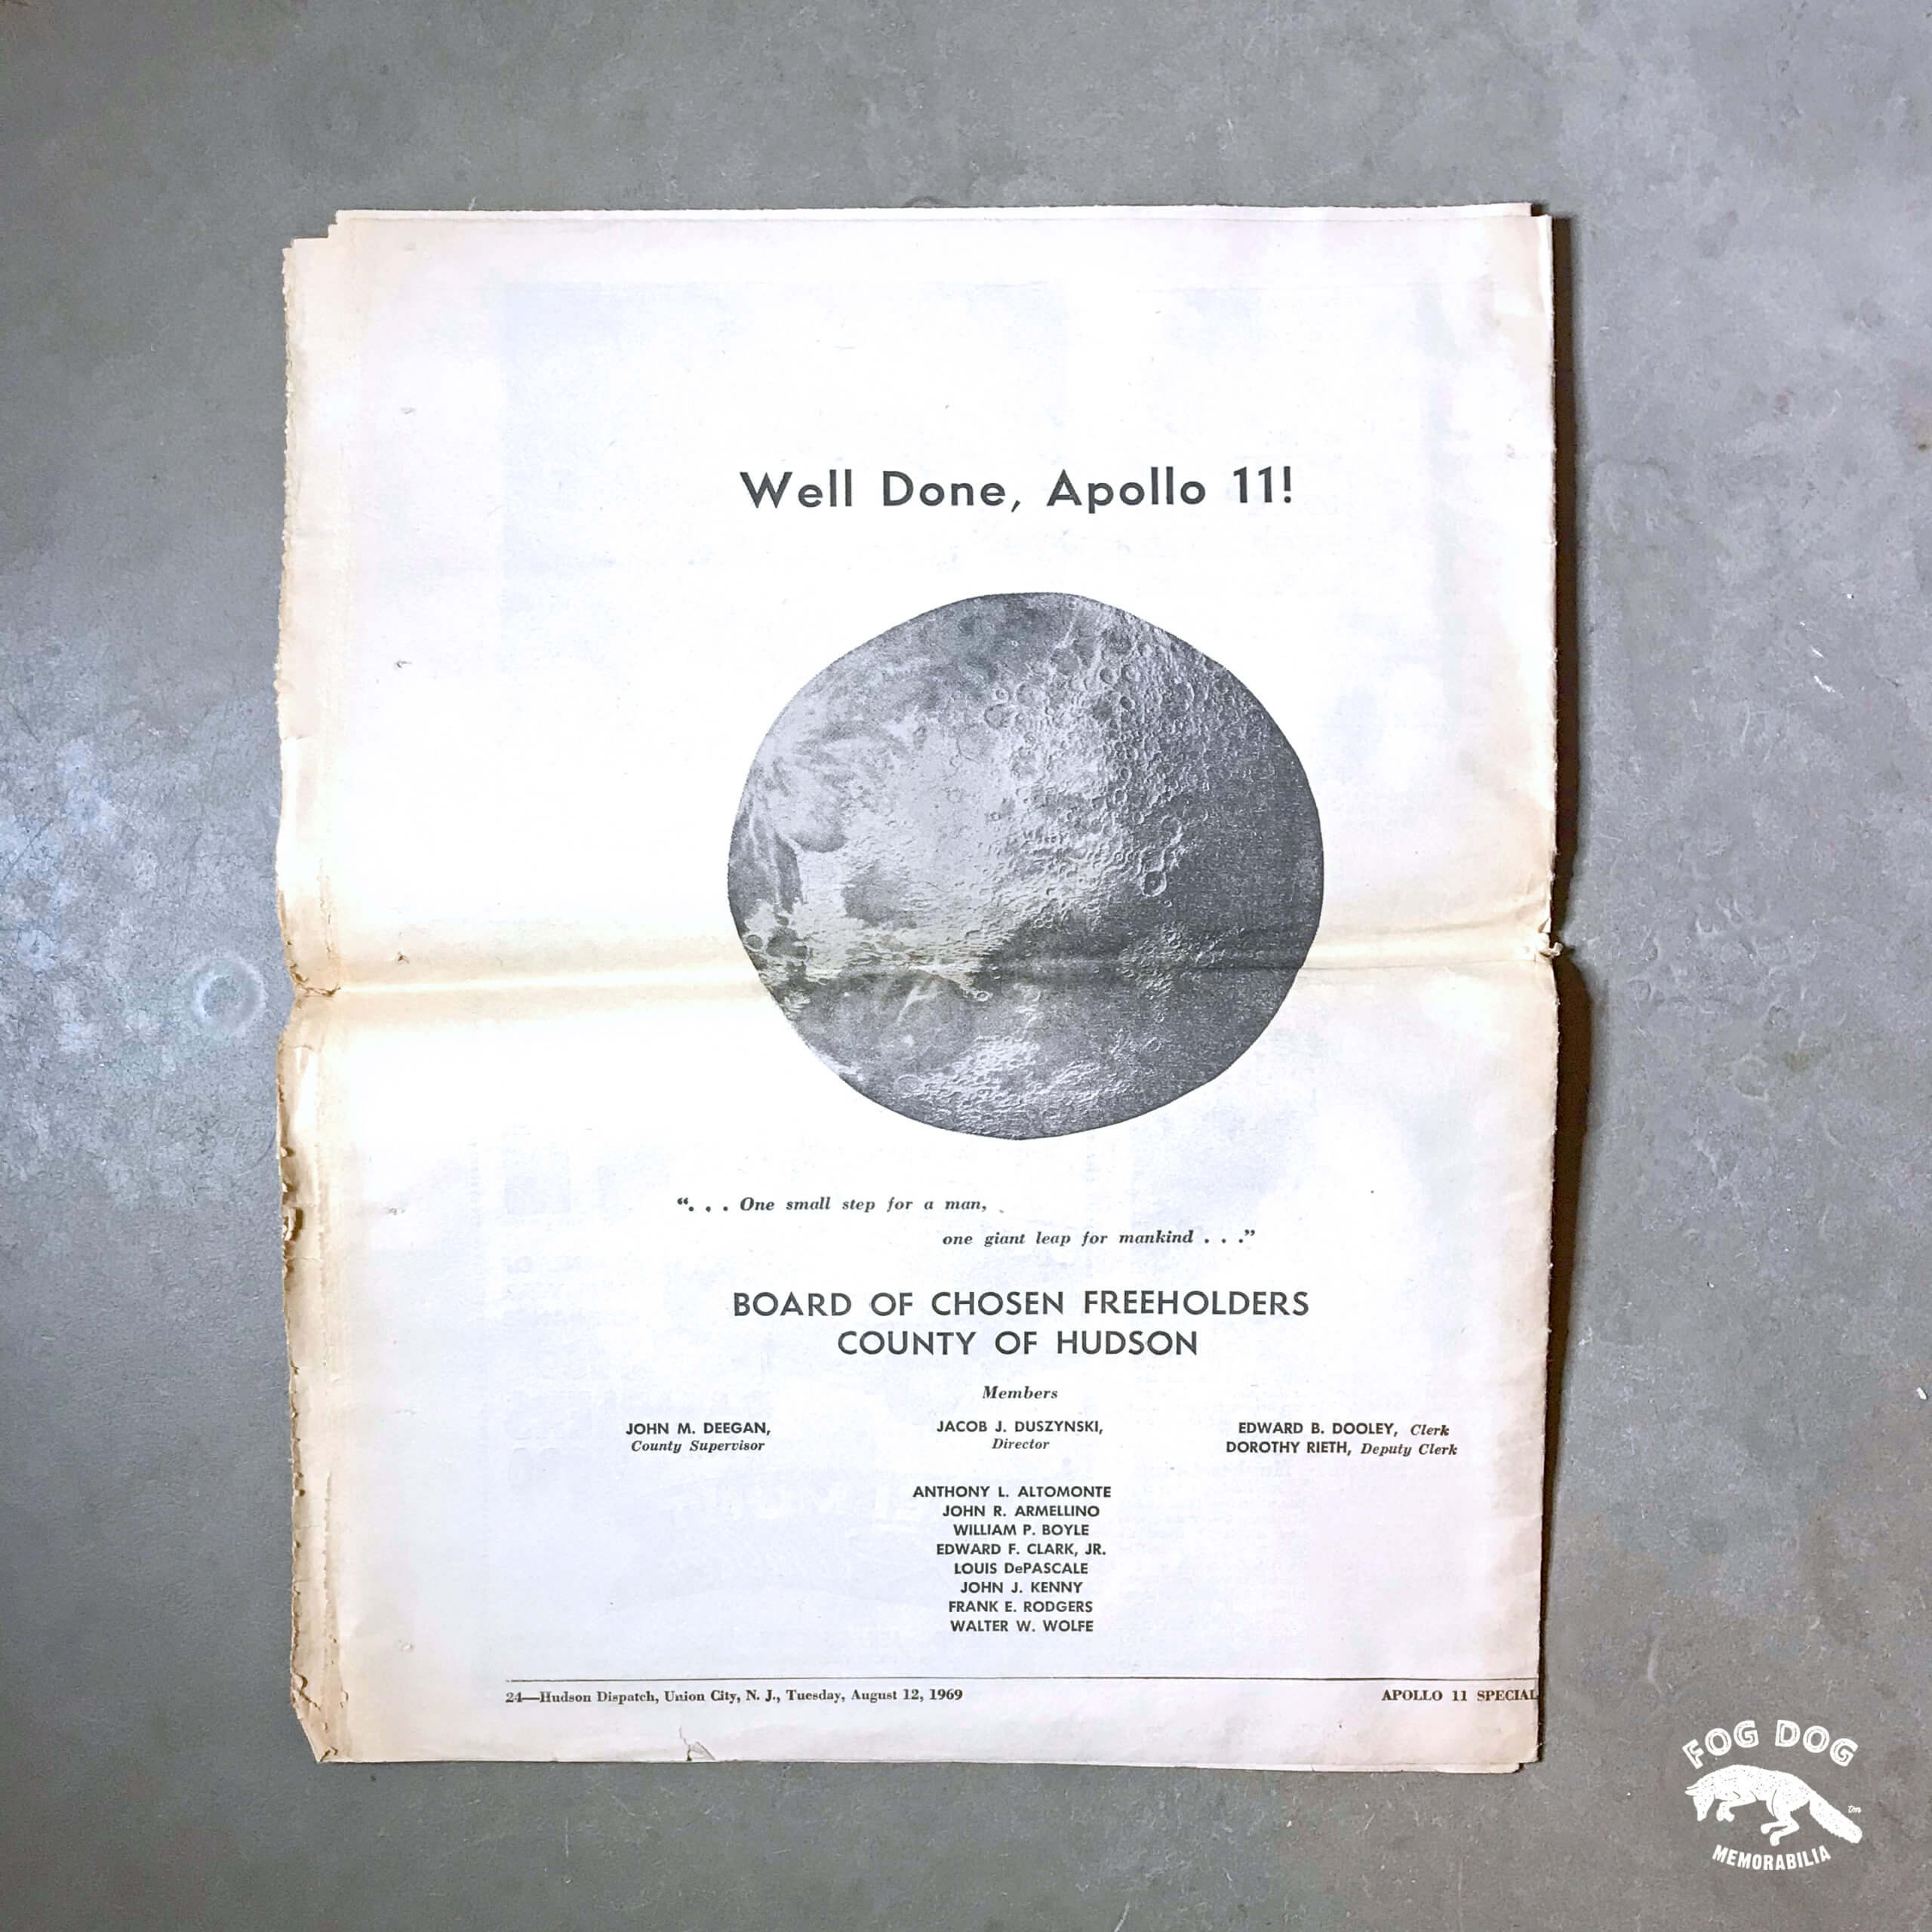 Well Done, Apollo 11!
“. . . One small step for a man,
one giant leap for mankind . . .”
BOARD OF CHOSEN FREEHOLDERS
COUNTY OF HUDSON
Members
JOHN M. DEEGAN,
County Supervisor
JACOB J. DUSZYNSKI,
Director
EDWARD B. DOOLEY, Clerk
DOROTHY RIETH, Deputy Clerk
ANTHONY L. ALTOMONTE
JOHN R. ARMELLINO
WILLIAM P. BOYLE
EDWARD F. CLARK, JR.
LOUIS DePASCALE
JOHN J. KENNY
FRANK E. RODGERS
WALTER W. WOLFE
24—Hudson Dispatch, Union City, N. J., Tuesday, August 12, 1969
APOLLO 11 SPECIAL
FOG DOG
MEMORABILIA